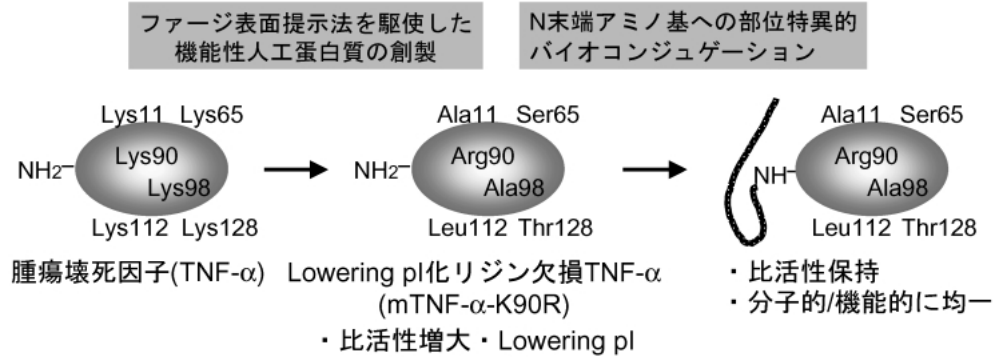 ファージ表面提示法を駆使した
機能性人工蛋白質の創製
N末端アミノ基への部位特異的
バイオコンジュゲーション
Lys11 Lys65
NH2
Lys90
Lys98
Lys112 Lys128
腫瘍壊死因子(TNF-α)
Ala11 Ser65
NH2
Arg90
Ala98
Leu112 Thr128
Lowering pI化リジン欠損TNF-α
(mTNF-α-K90R)
・比活性増大・Lowering pI
Ala11 Ser65
NH
Arg90
Ala98
Leu112 Thr128
・比活性保持
・分子的/機能的に均一